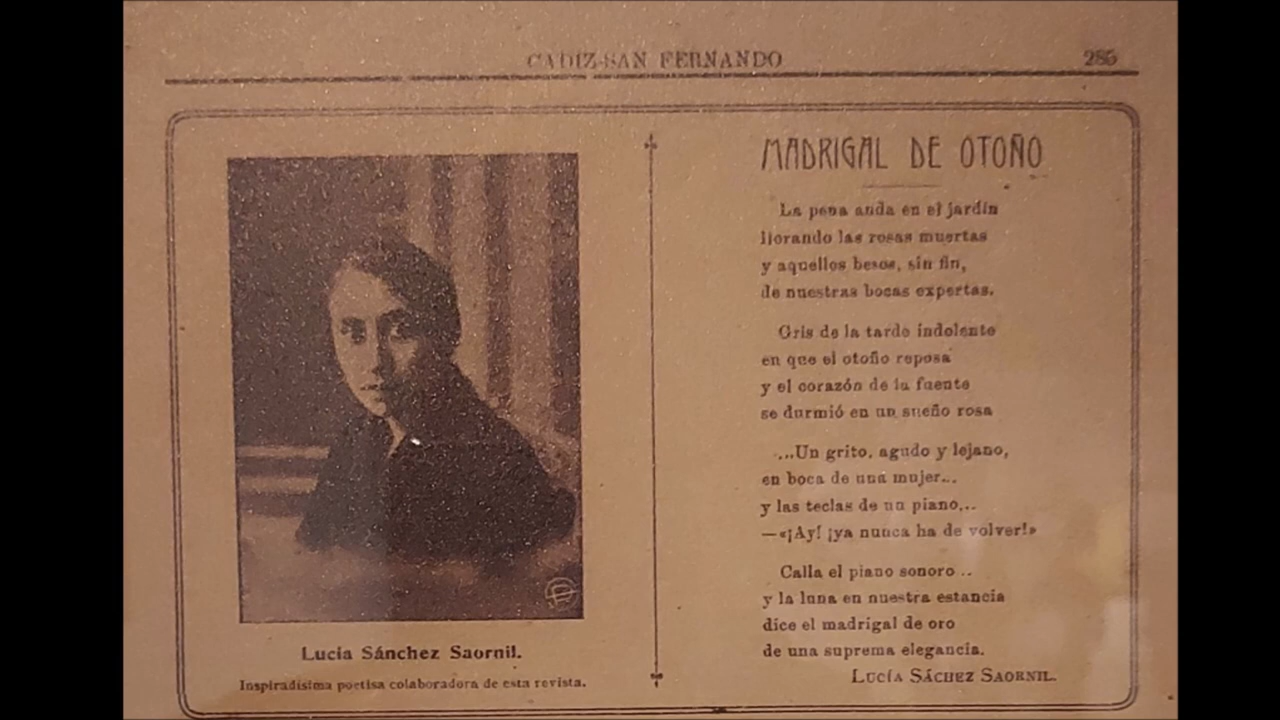 CADIZ-SAN FERNANDO 285
Lucia Sánchez Saornil.
Inspiradisima poetisa colaboradora de esta revista.
MADRIGAL DE OTOÑO
La pena anda en el jardín
llorando las rosas muertas
y aquellos besos, sin fin,
de nuestras bocas expertas.
Gris de la tarde indolente
en que el otoño reposa
y el corazón de la fuente
se durmió en un sueño rosa
...Un grito, agudo y lejano,
en boca de una mujer...
y las teclas de un piano...
—«¡Ay! ¡ya nunca ha de volver!»
Calla el piano sonoro ..
y la luna en nuestra estancia
dice el madrigal de oro
de una suprema elegancia.
LUCÍA SÁCHEZ SAORNIL.